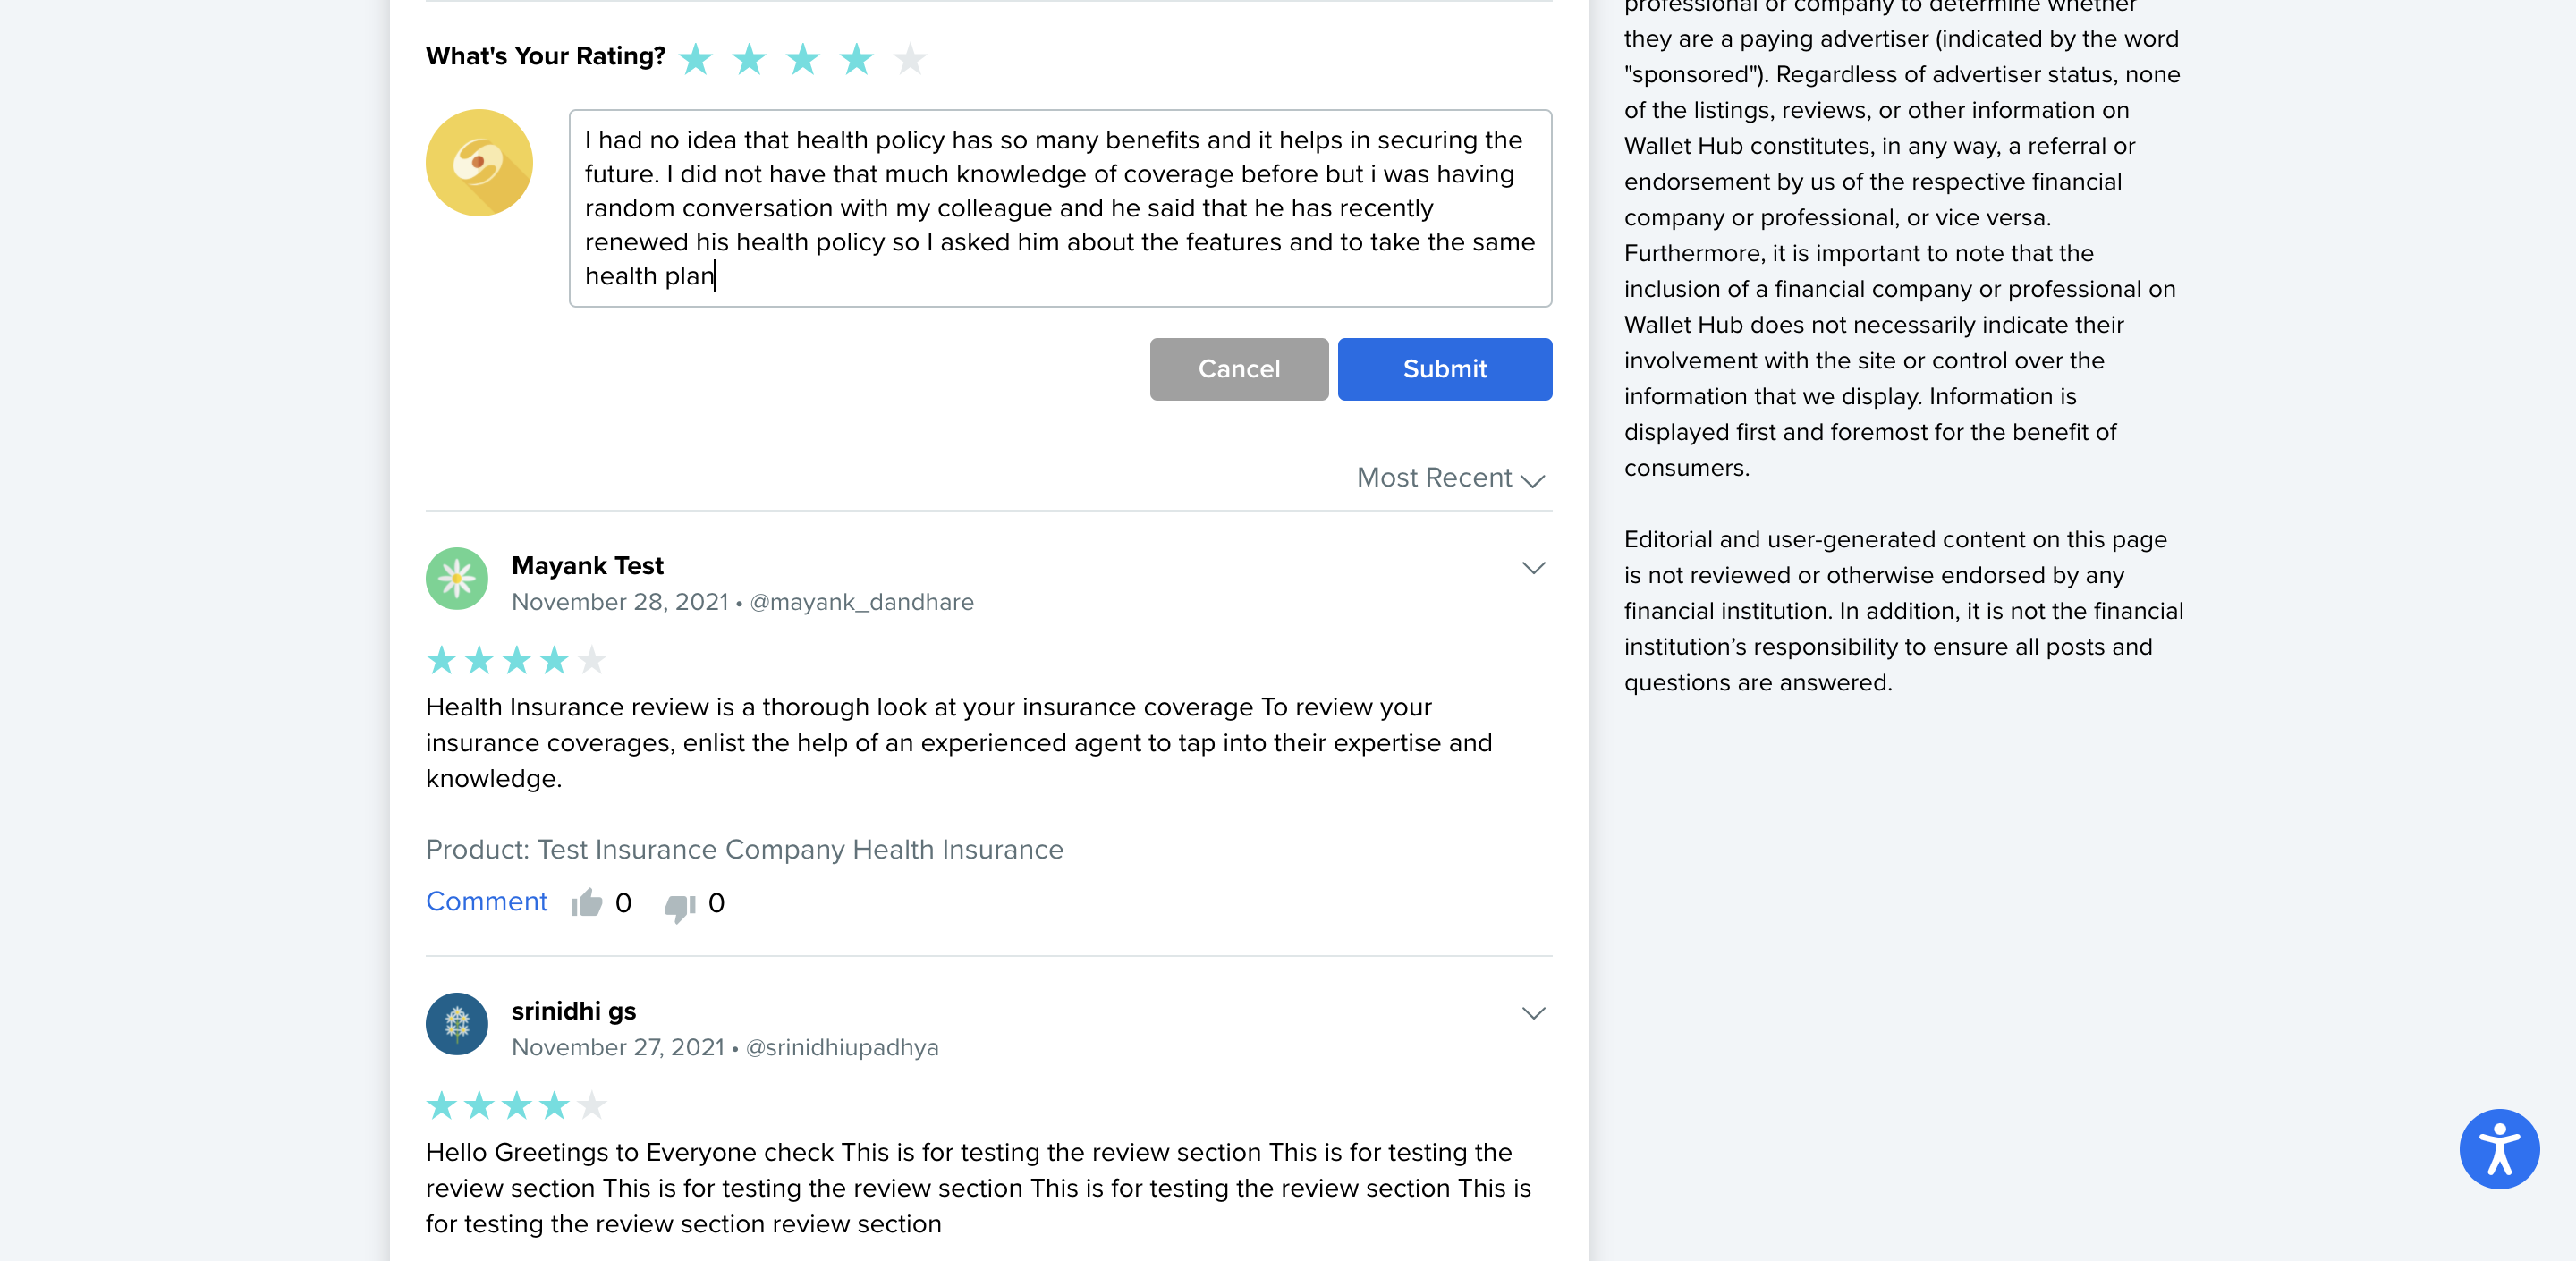 What's Your Rating?
I had no idea that health policy has so many benefits and it helps in securing the
future. I did not have that much knowledge of coverage before but i was having
random conversation with my colleague and he said that he has recently
renewed his health policy so I asked him about the features and to take the same
health plan
Cancel
Submit
Most Recent
Mayank Test
November 28, 2021 • @mayank_dandhare
Health Insurance review is a thorough look at your insurance coverage To review your
insurance coverages, enlist the help of an experienced agent to tap into their expertise and
knowledge.
Product: Test Insurance Company Health Insurance
Comment 0 0
srinidhi gs
November 27, 2021 • @srinidhiupadhya
Hello Greetings to Everyone check This is for testing the review section This is for testing the
review section This is for testing the review section This is for testing the review section This is
for testing the review section review section
professional or company to determine whether
they are a paying advertiser (indicated by the word
"sponsored"). Regardless of advertiser status, none
of the listings, reviews, or other information on
Wallet Hub constitutes, in any way, a referral or
endorsement by us of the respective financial
company or professional, or vice versa.
Furthermore, it is important to note that the
inclusion of a financial company or professional on
Wallet Hub does not necessarily indicate their
involvement with the site or control over the
information that we display. Information is
displayed first and foremost for the benefit of
consumers.
Editorial and user-generated content on this page
is not reviewed or otherwise endorsed by any
financial institution. In addition, it is not the financial
institution’s responsibility to ensure all posts and
questions are answered.